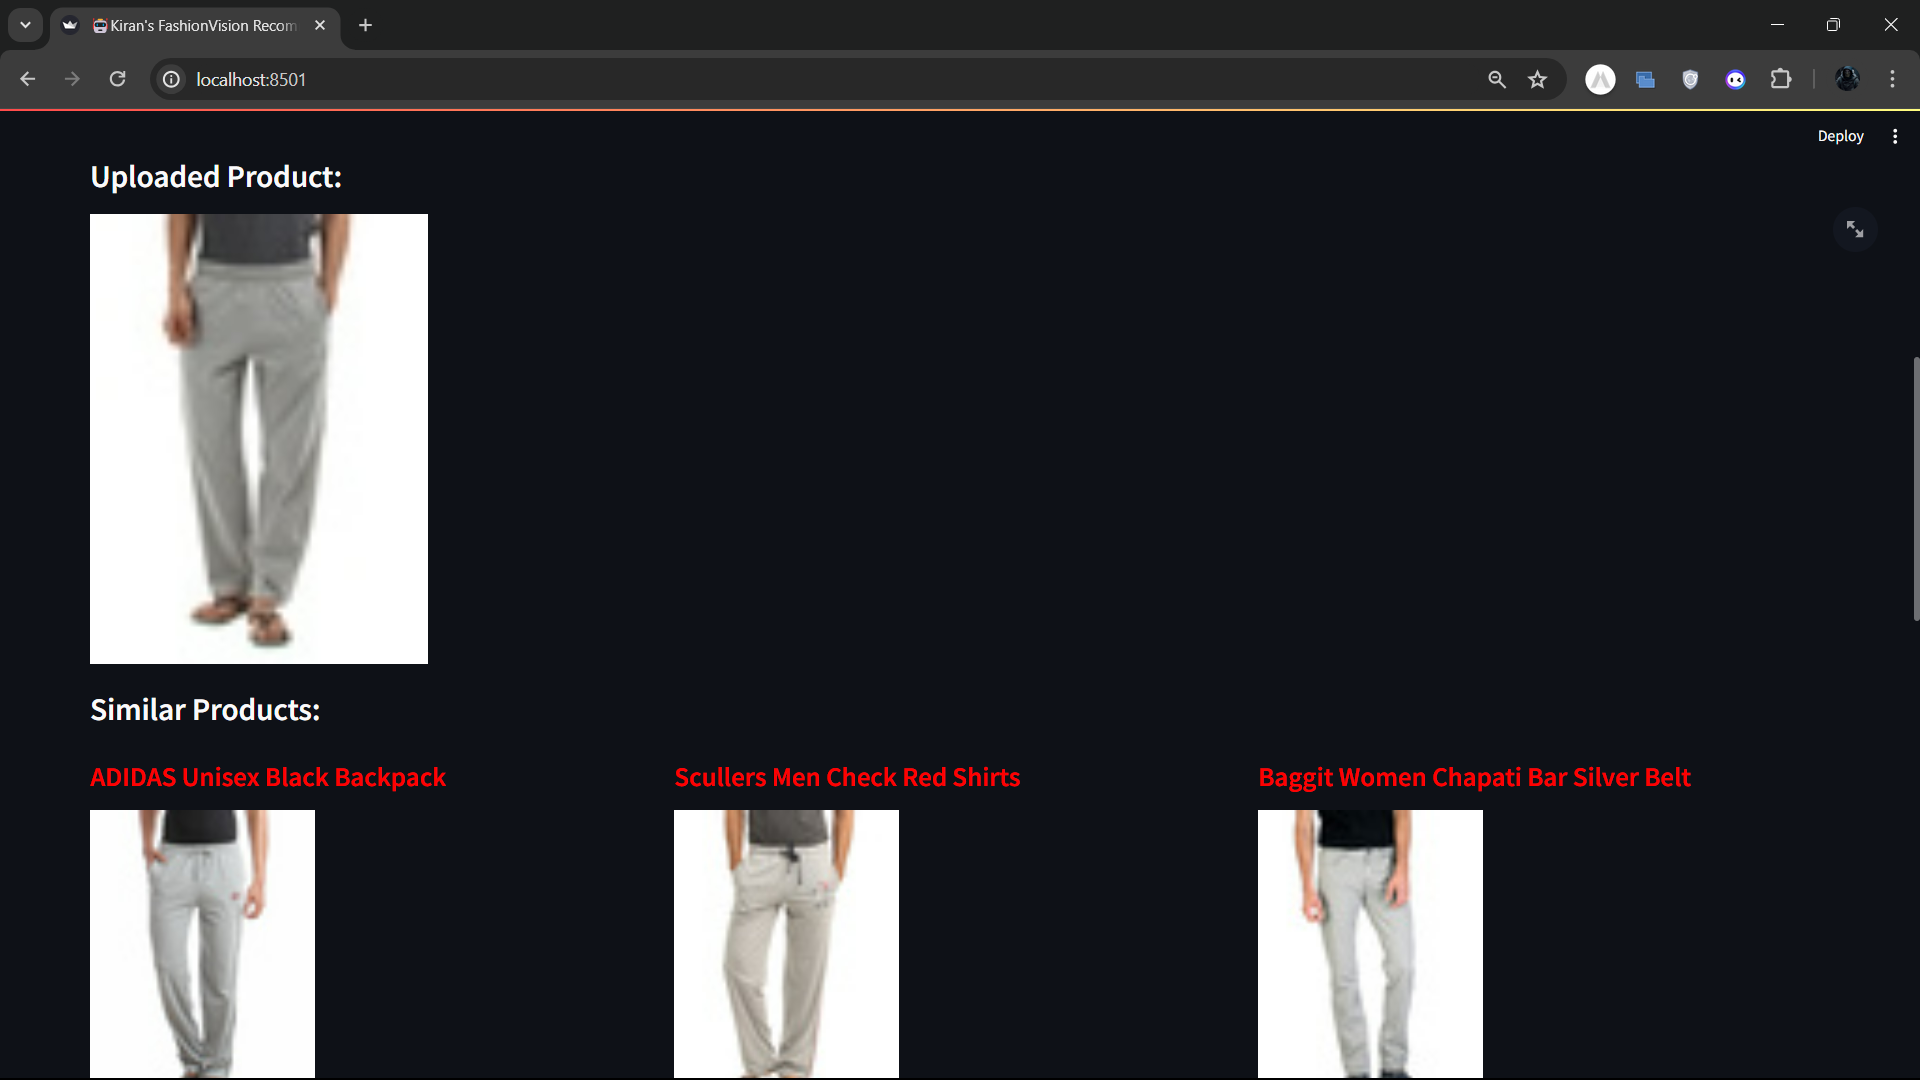 Kiran's FashionVision Recom
localhost:8501
Deploy
Uploaded Product:
Similar Products:
ADIDAS Unisex Black Backpack
Scullers Men Check Red Shirts
Baggit Women Chapati Bar Silver Belt